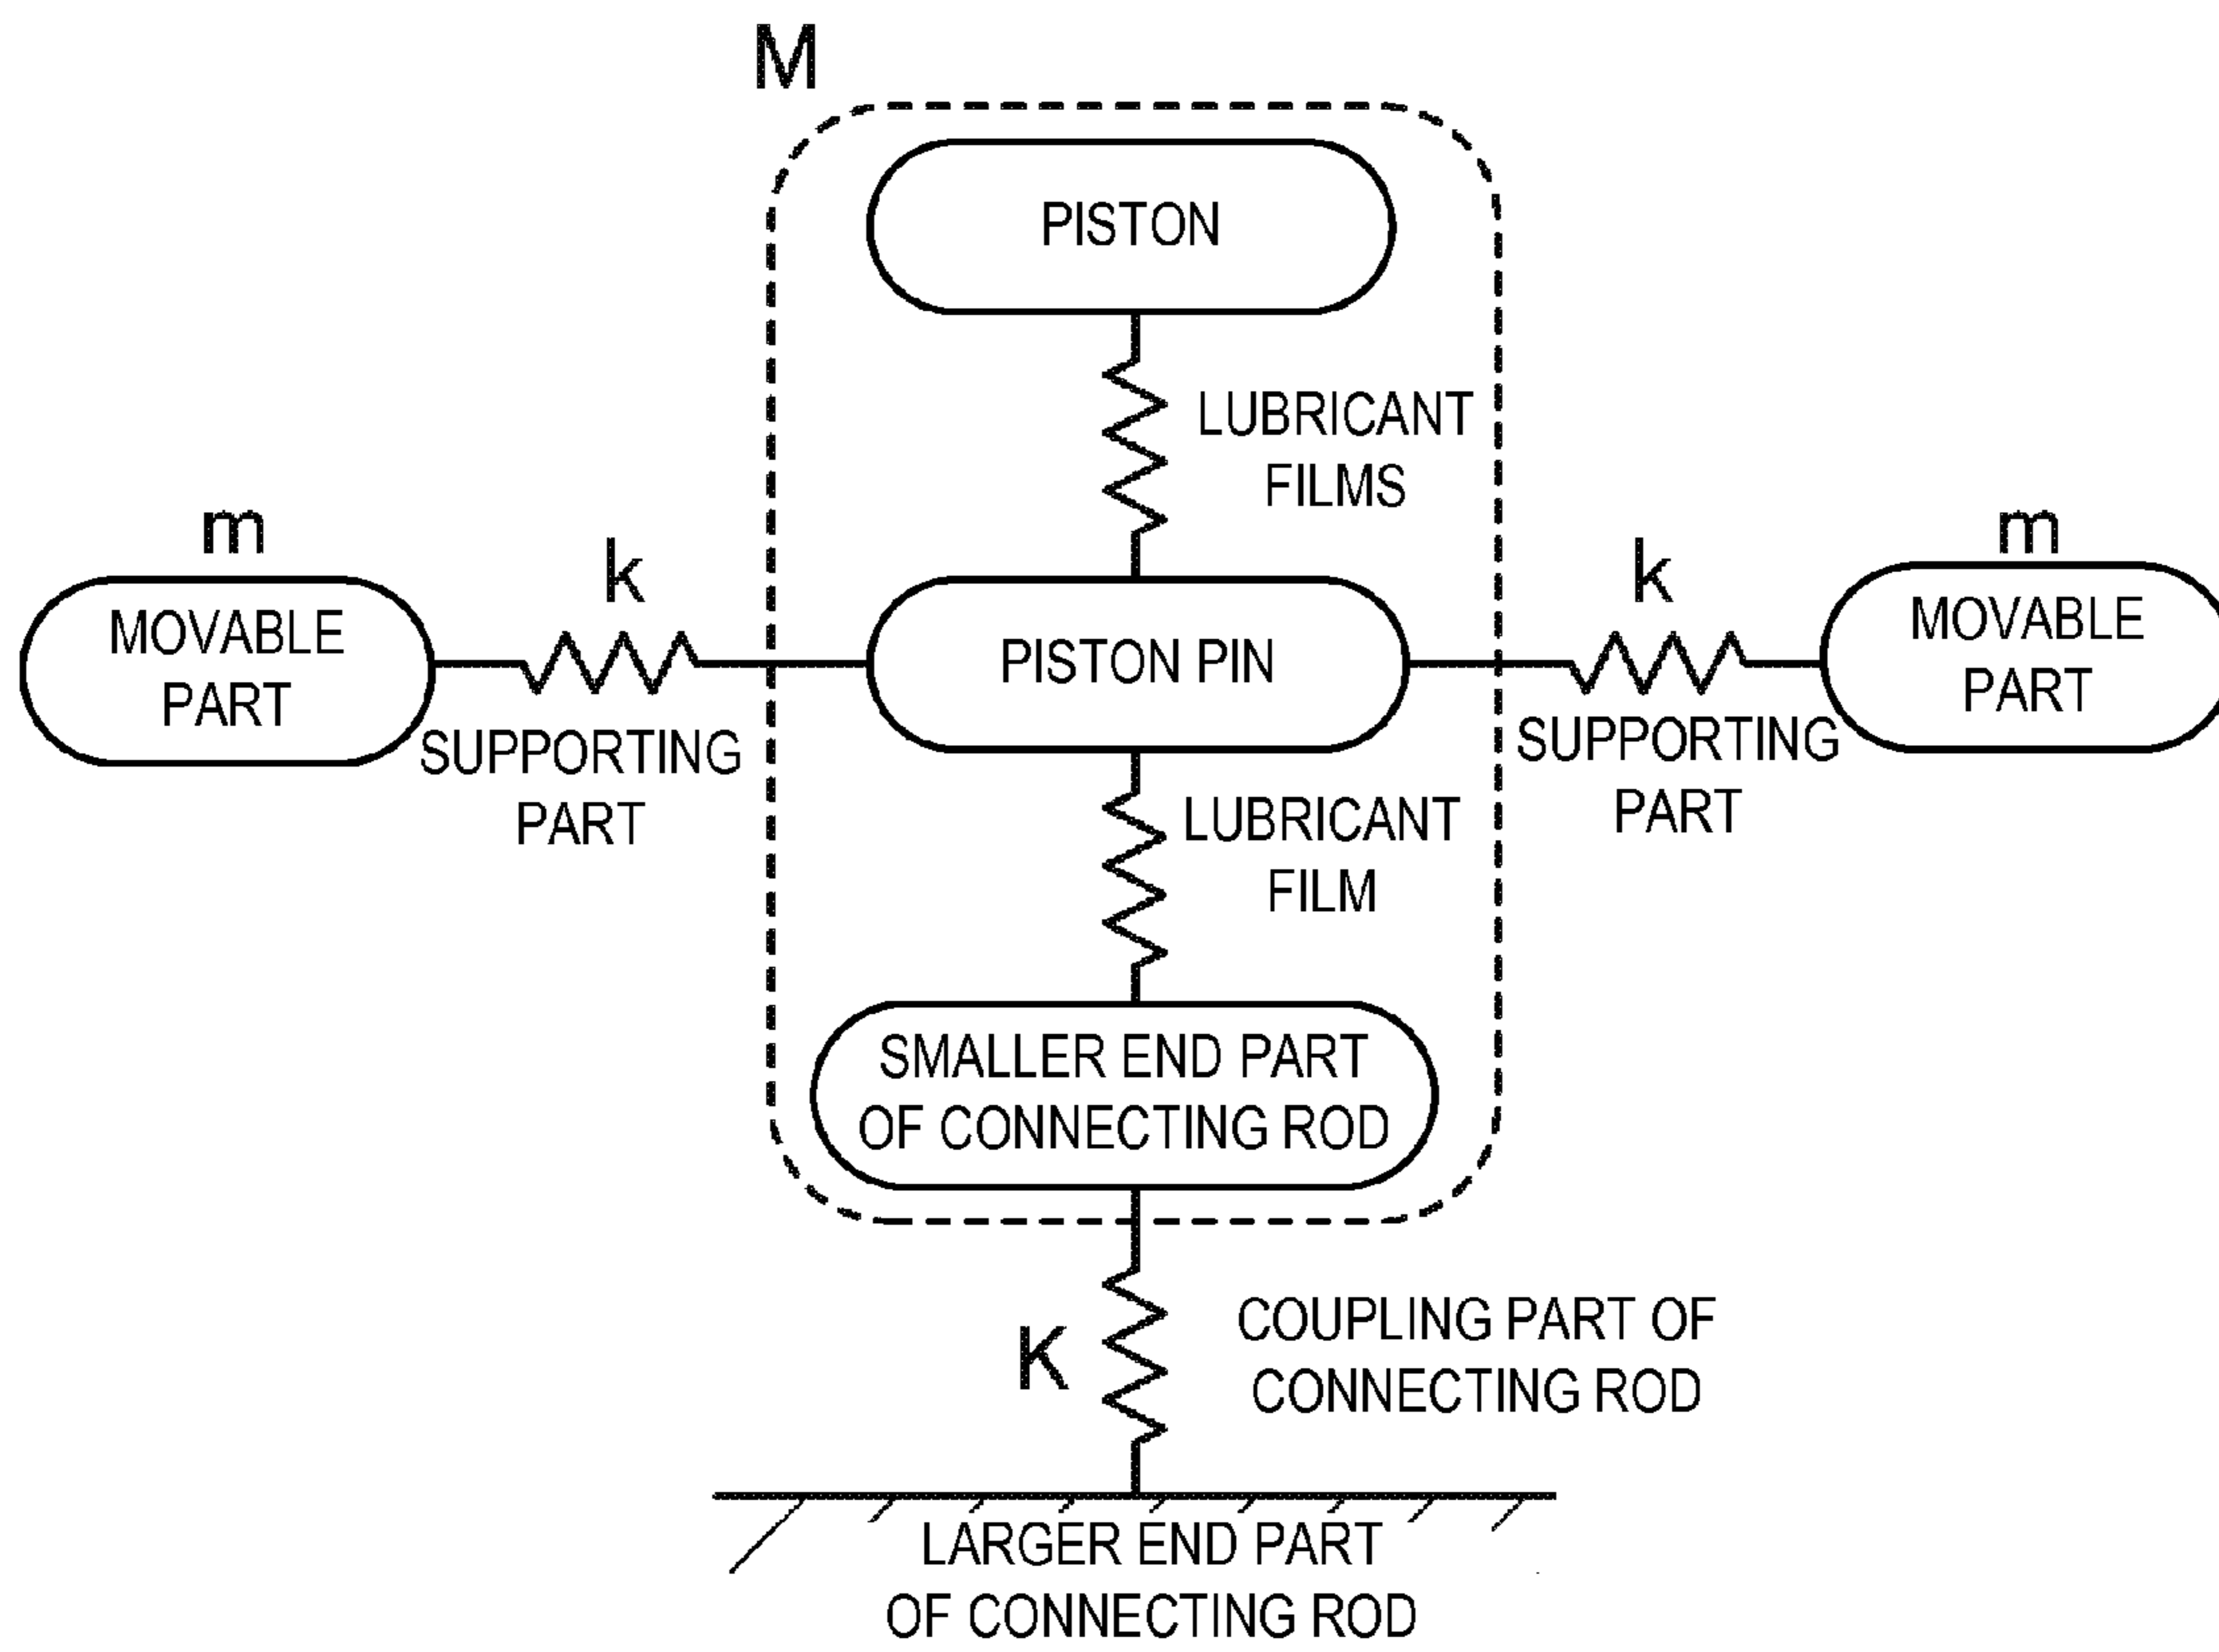 M
PISTON
LUBRICANT
FILMS
m
k
MOVABLE
PART
SUPPORTING
PART
PISTON PIN
k
m
MOVABLE
PART
SUPPORTING
PART
LUBRICANT
FILM
SMALLER END PART
OF CONNECTING ROD
K
COUPLING PART OF
CONNECTING ROD
LARGER END PART
OF CONNECTING ROD